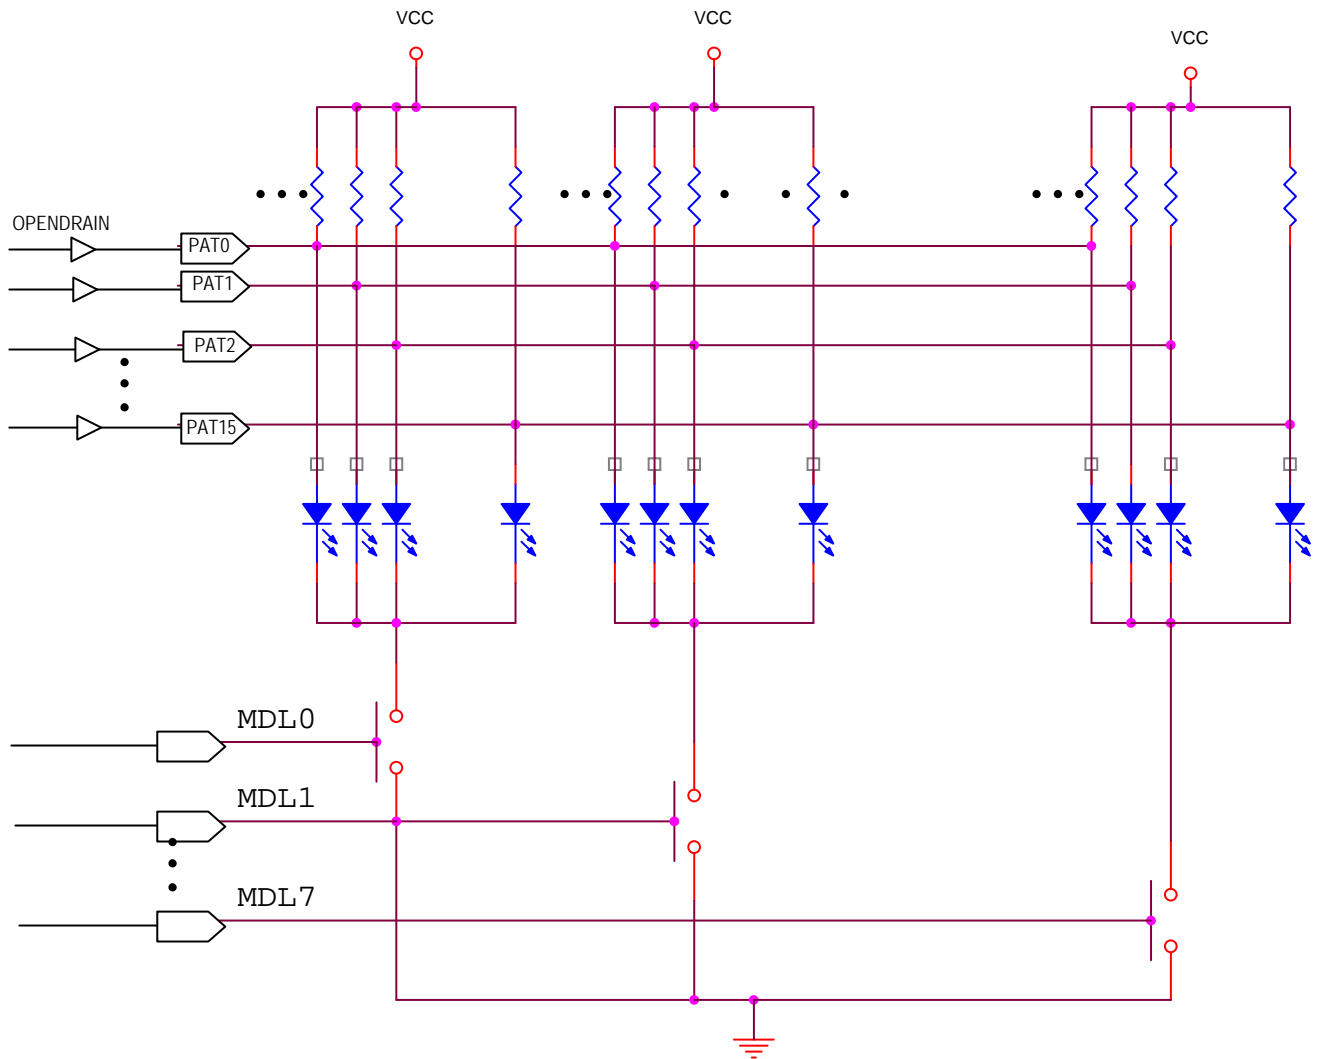 VCC
VCC
VCC
OPENDRAIN
PAT0
PAT1
PAT2
PAT15
MDL0
MDL1
MDL7